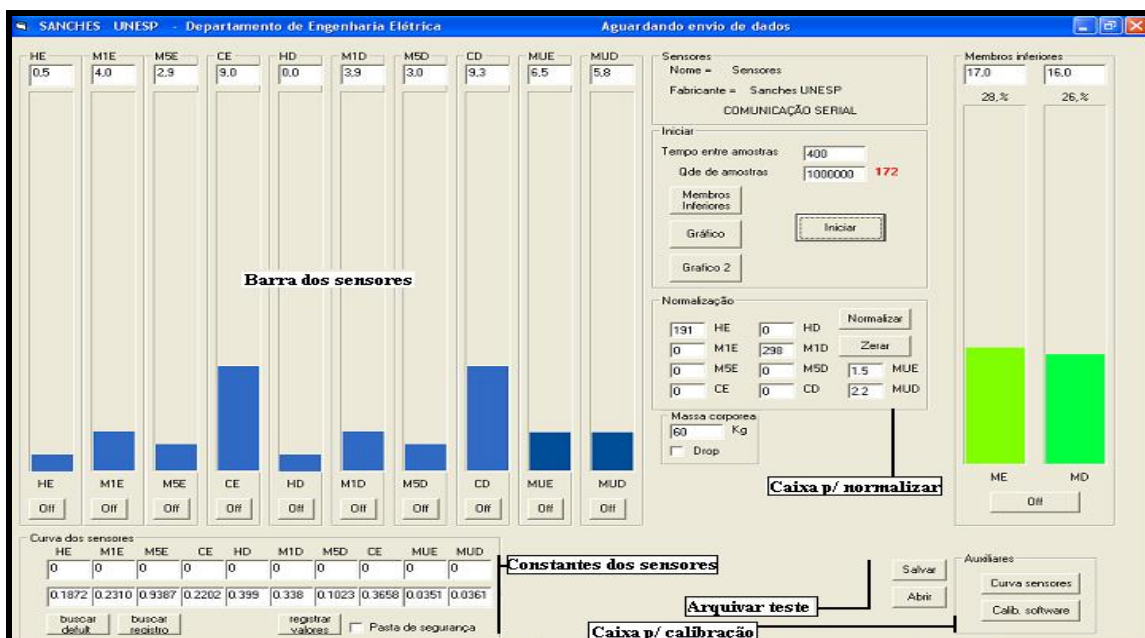 SANCHES UNESP - Departamento de Engenharia Elétrica Aguardando envio de dados
HE M1E M5E CE HD M1D M5D CD MUE MUD
0.5 4.0 2.9 9.0 0.0 3.9 3.0 9.3 6.5 5.8
Barra dos sensores
HE M1E M5E CE HD M1D M5D CD MUE MUD
Off Off Off Off Off Off Off Off Off Off
Sensores
Nome = Sensores
Fabricante = Sanches UNESP
COMUNICAÇÃO SERIAL
Iniciar
Tempo entre amostras 400
Qde de amostras 1000000 172
Membros
Inferiores
Gráfico
Iniciar
Grafico 2
Normalização
191 HE 0 HD Normalizar
0 M1E 298 M1D Zerar
0 M5E 0 M5D 1.5 MUE
0 CE 0 CD 2.2 MUD
Massa corporea
60 Kg
Drop
Caixa p/ normalizar
Membros inferiores
17,0 16,0
28,% 26,%
ME MD
Off
Curva dos sensores
HE M1E M5E CE HD M1D M5D CE MUE MUD
0 0 0 0 0 0 0 0 0 0
0.1872 0.2310 0.9387 0.2202 0.399 0.338 0.1023 0.3658 0.0351 0.0361
buscar
defult
buscar
registro
registrar
valores
Pasta de segurança
Constantes dos sensores
Arquivar teste
Caixa p/ calibração
Salvar
Abrir
Auxiliares
Curva sensores
Calib. software